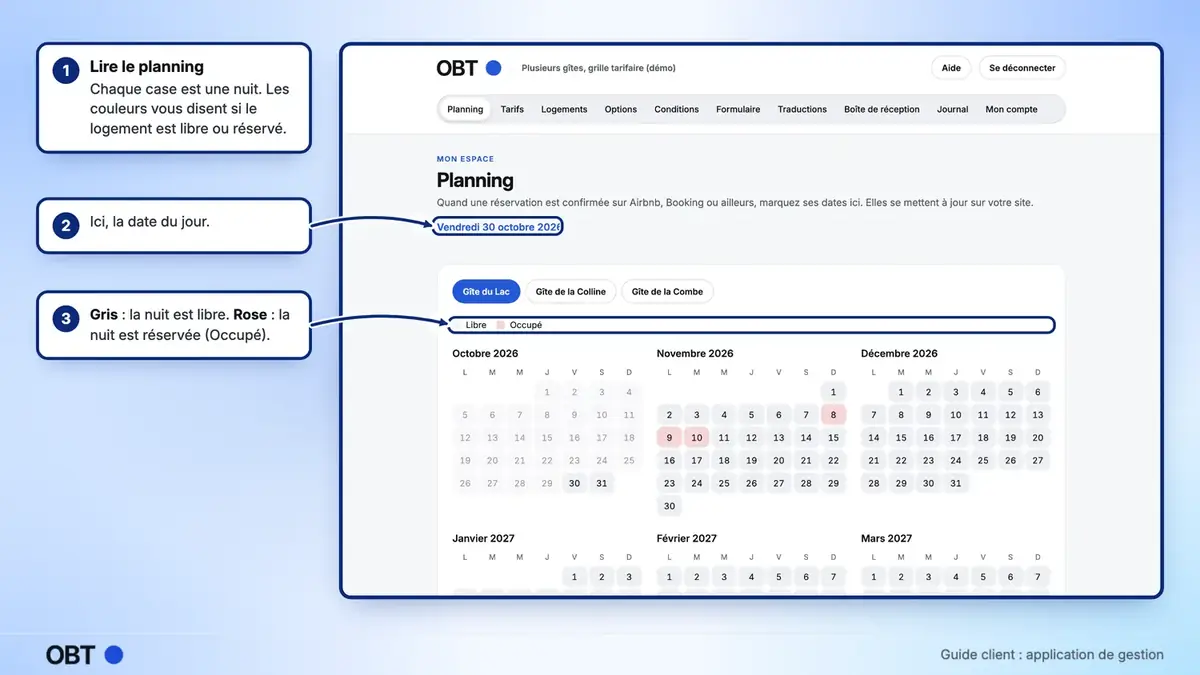 1
Lire le planning
Chaque case est une nuit. Les
couleurs vous disent si le
logement est libre ou réservé.
2
Ici, la date du jour.
3
Gris : la nuit est libre. Rose : la
nuit est réservée (Occupé).
OBT
Plusieurs gîtes, grille tarifaire (démo)
Aide
Se déconnecter
Planning Tarifs Logements Options Conditions Formulaire Traductions Boîte de réception Journal Mon compte
MON ESPACE
Planning
Quand une réservation est confirmée sur Airbnb, Booking ou ailleurs, marquez ses dates ici. Elles se mettent à jour sur votre site.
Vendredi 30 octobre 2026
Gîte du Lac Gîte de la Colline Gîte de la Combe
Libre Occupé
Octobre 2026
L M M J V S D
1 2 3 4
5 6 7 8 9 10 11
12 13 14 15 16 17 18
19 20 21 22 23 24 25
26 27 28 29 30 31
Novembre 2026
L M M J V S D
1
2 3 4 5 6 7 8
9 10 11 12 13 14 15
16 17 18 19 20 21 22
23 24 25 26 27 28 29
30
Décembre 2026
L M M J V S D
1 2 3 4 5 6
7 8 9 10 11 12 13
14 15 16 17 18 19 20
21 22 23 24 25 26 27
28 29 30 31
Janvier 2027
L M M J V S D
1 2 3
Février 2027
L M M J V S D
1 2 3 4 5 6 7
Mars 2027
L M M J V S D
1 2 3 4 5 6 7
OBT
Guide client : application de gestion